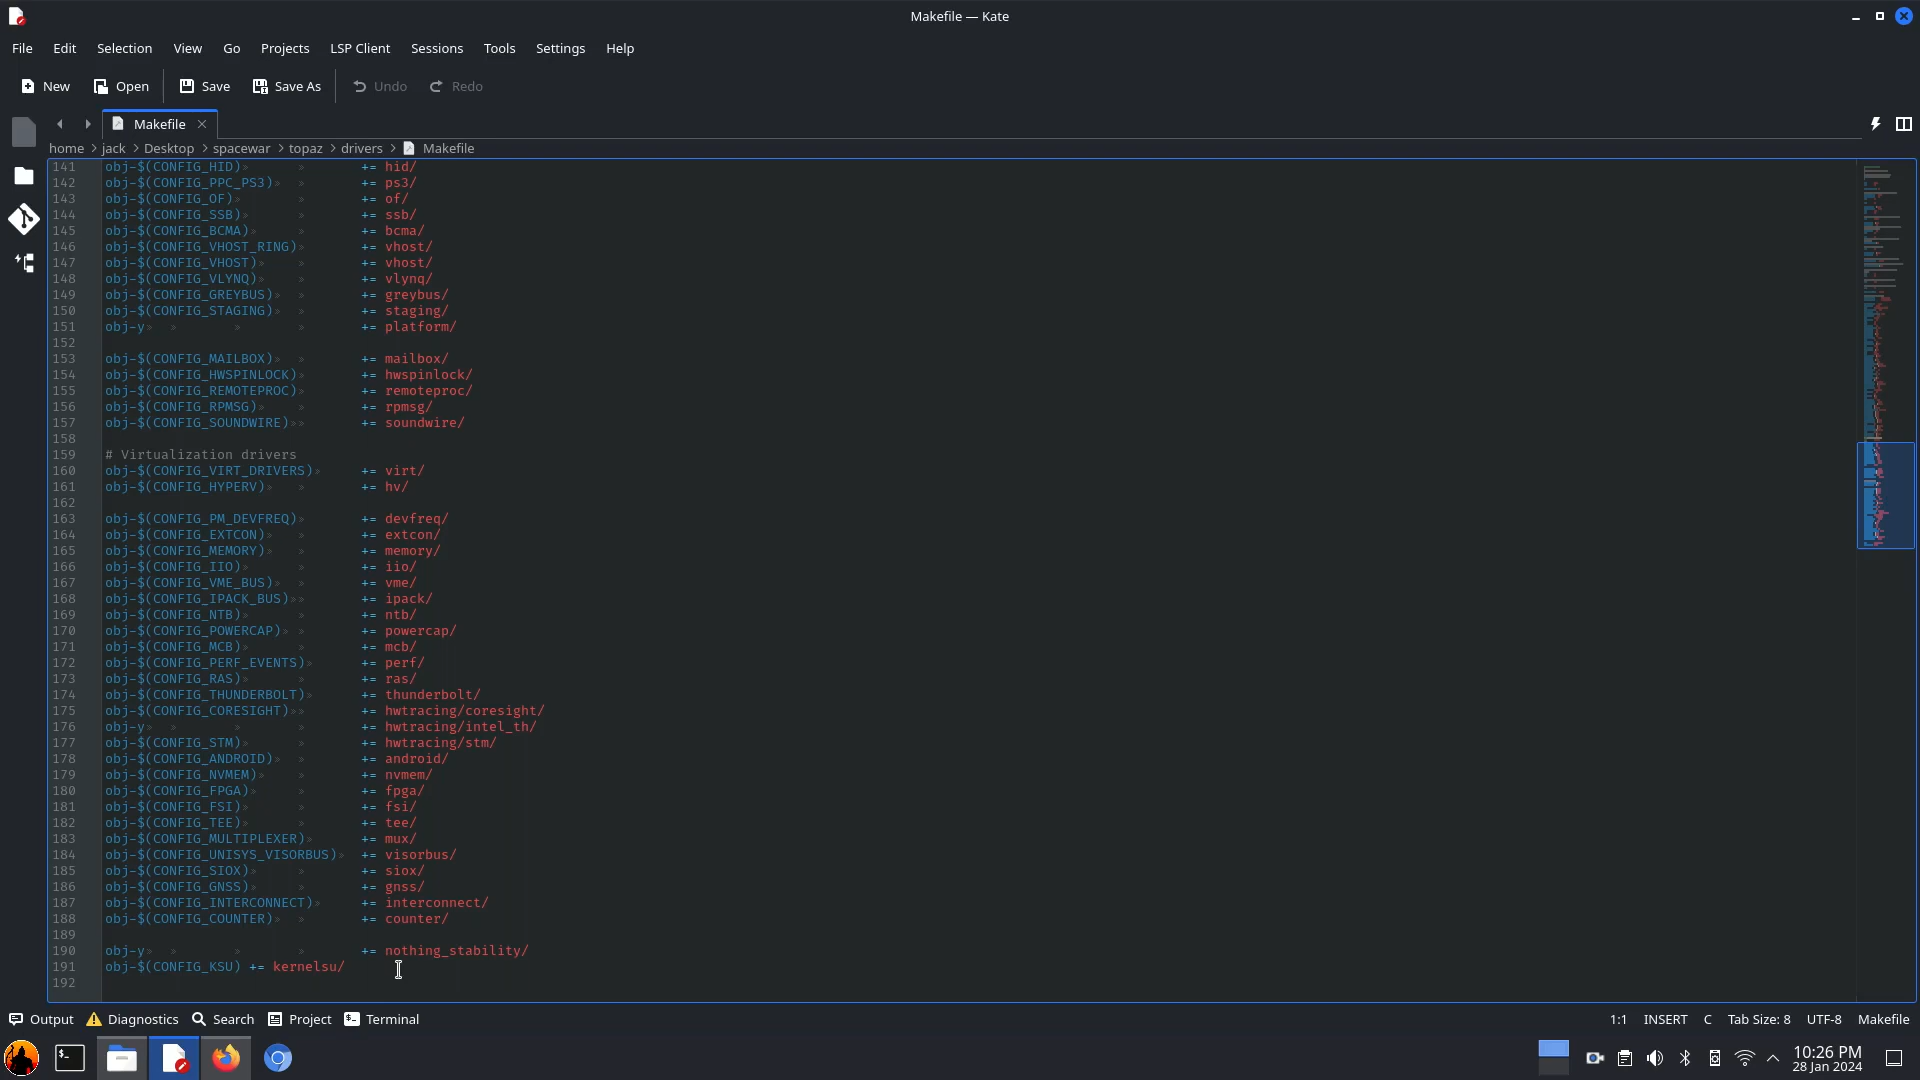 Makefile — Kate
File Edit Selection View Go Projects LSP Client Sessions Tools Settings Help
New Open Save Save As Undo Redo
Makefile
home > jack > Desktop > spacewar > topaz > drivers > Makefile
141 obj-$(CONFIG_HID) += hid/
142 obj-$(CONFIG_PPC_PS3) += ps3/
143 obj-$(CONFIG_OF) += of/
144 obj-$(CONFIG_SSB) += ssb/
145 obj-$(CONFIG_BCMA) += bcma/
146 obj-$(CONFIG_VHOST_RING) += vhost/
147 obj-$(CONFIG_VHOST) += vhost/
148 obj-$(CONFIG_VLYNQ) += vlynq/
149 obj-$(CONFIG_GREYBUS) += greybus/
150 obj-$(CONFIG_STAGING) += staging/
151 obj-y += platform/
152
153 obj-$(CONFIG_MAILBOX) += mailbox/
154 obj-$(CONFIG_HWSPINLOCK) += hwspinlock/
155 obj-$(CONFIG_REMOTEPROC) += remoteproc/
156 obj-$(CONFIG_RPMSG) += rpmsg/
157 obj-$(CONFIG_SOUNDWIRE) += soundwire/
158
159 # Virtualization drivers
160 obj-$(CONFIG_VIRT_DRIVERS) += virt/
161 obj-$(CONFIG_HYPERV) += hv/
162
163 obj-$(CONFIG_PM_DEVFREQ) += devfreq/
164 obj-$(CONFIG_EXTCON) += extcon/
165 obj-$(CONFIG_MEMORY) += memory/
166 obj-$(CONFIG_IIO) += iio/
167 obj-$(CONFIG_VME_BUS) += vme/
168 obj-$(CONFIG_IPACK_BUS) += ipack/
169 obj-$(CONFIG_NTB) += ntb/
170 obj-$(CONFIG_POWERCAP) += powercap/
171 obj-$(CONFIG_MCB) += mcb/
172 obj-$(CONFIG_PERF_EVENTS) += perf/
173 obj-$(CONFIG_RAS) += ras/
174 obj-$(CONFIG_THUNDERBOLT) += thunderbolt/
175 obj-$(CONFIG_CORESIGHT) += hwtracing/coresight/
176 obj-y += hwtracing/intel_th/
177 obj-$(CONFIG_STM) += hwtracing/stm/
178 obj-$(CONFIG_ANDROID) += android/
179 obj-$(CONFIG_NVMEM) += nvmem/
180 obj-$(CONFIG_FPGA) += fpga/
181 obj-$(CONFIG_FSI) += fsi/
182 obj-$(CONFIG_TEE) += tee/
183 obj-$(CONFIG_MULTIPLEXER) += mux/
184 obj-$(CONFIG_UNISYS_VISORBUS) += visorbus/
185 obj-$(CONFIG_SIOX) += siox/
186 obj-$(CONFIG_GNSS) += gnss/
187 obj-$(CONFIG_INTERCONNECT) += interconnect/
188 obj-$(CONFIG_COUNTER) += counter/
189
190 obj-y += nothing_stability/
191 obj-$(CONFIG_KSU) += kernelsu/
192
Output Diagnostics Search Project Terminal 1:1 INSERT C Tab Size: 8 UTF-8 Makefile
10:26 PM
28 Jan 2024